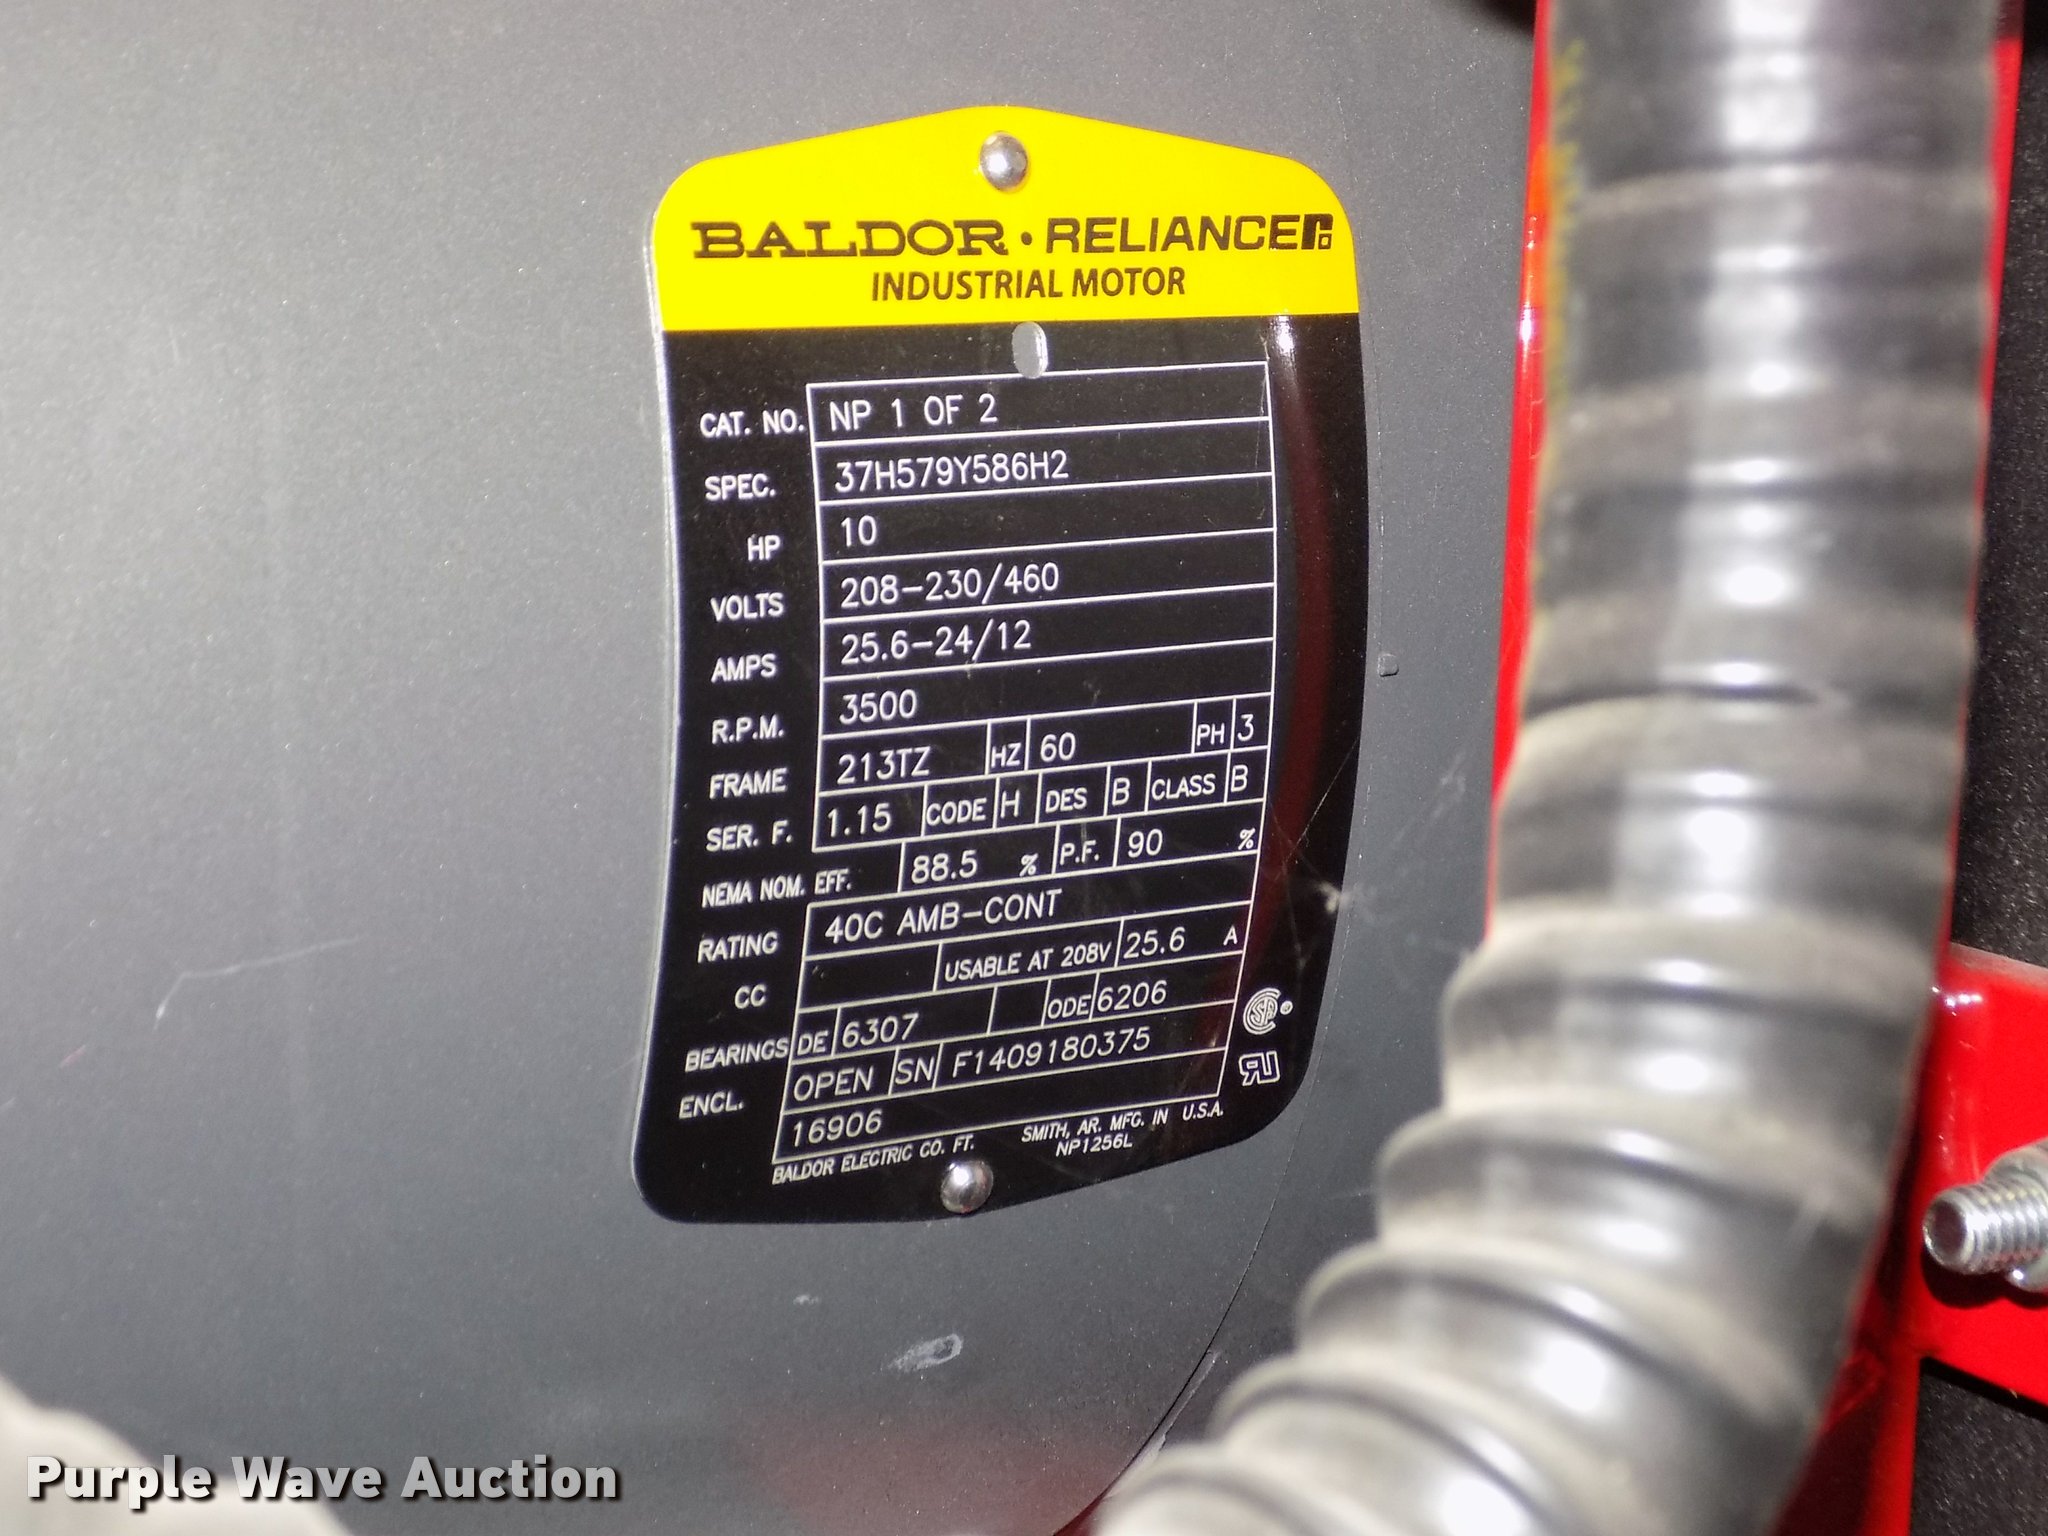 BALDOR · RELIANCE
INDUSTRIAL MOTOR
CAT. NO. NP 1 OF 2
SPEC. 37H579Y586H2
HP 10
VOLTS 208-230/460
AMPS 25.6-24/12
R.P.M. 3500
FRAME 213TZ HZ 60 PH 3
SER. F. 1.15 CODE H DES B CLASS B
NEMA NOM. EFF. 88.5 % P.F. 90 %
RATING 40C AMB-CONT
CC USABLE AT 208V 25.6 A
BEARINGS DE 6307 ODE 6206
ENCL. OPEN SN F1409180375
16906
BALDOR ELECTRIC CO. FT. SMITH, AR. MFG. IN U.S.A.
NP1256L
Purple Wave Auction